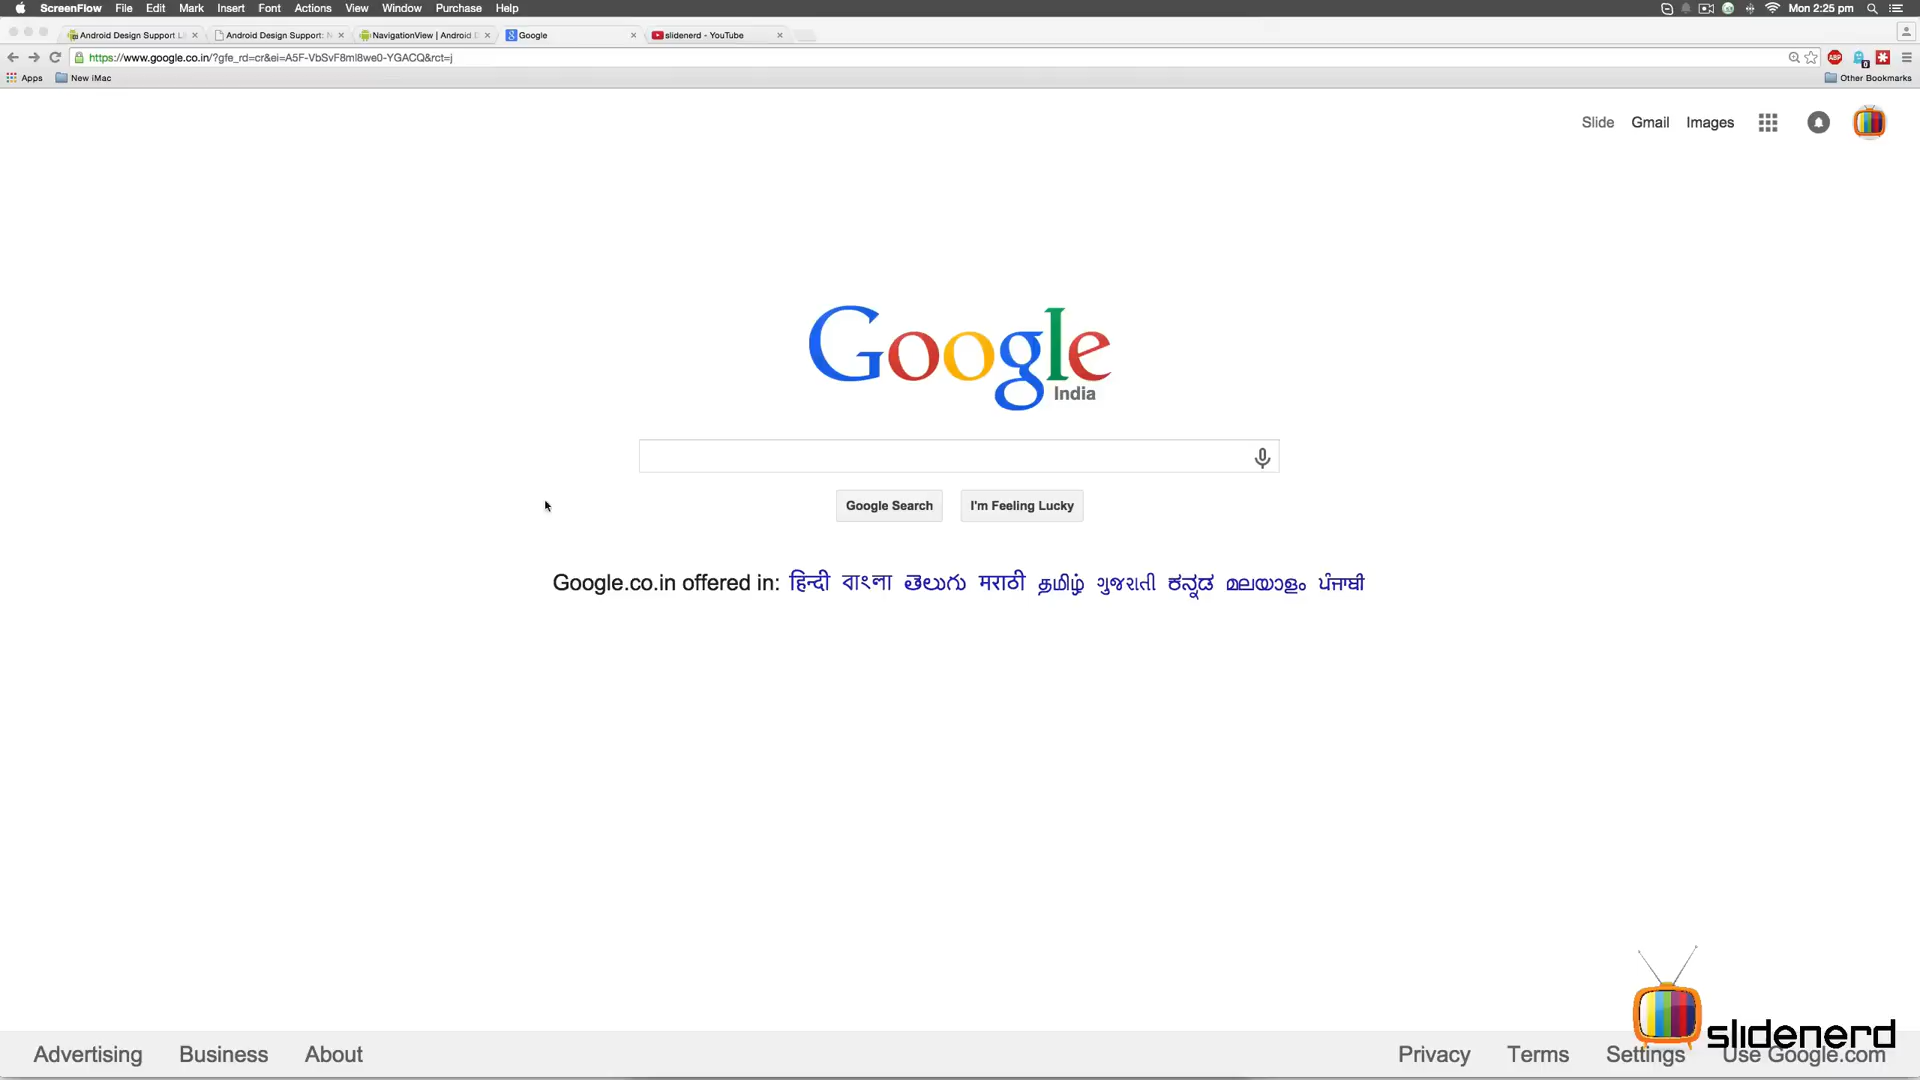 ScreenFlow File Edit Mark Insert Font Actions View Window Purchase Help Mon 2:25 pm
Android Design Support Li Android Design Support: N NavigationView | Android D Google slidenerd - YouTube
https://www.google.co.in/?gfe_rd=cr&ei=A5F-VbSvF8ml8we0-YGACQ&rct=j ABP 0
Apps New iMac Other Bookmarks
Slide Gmail Images
Google
India
Google Search I'm Feeling Lucky
Google.co.in offered in: हिन्दी বাংলা తెలుగు मराठी தமிழ் ગુજરાતી ಕನ್ನಡ മലയാളം ਪੰਜਾਬੀ
slidenerd
Advertising Business About Privacy Terms Settings Use Google.com